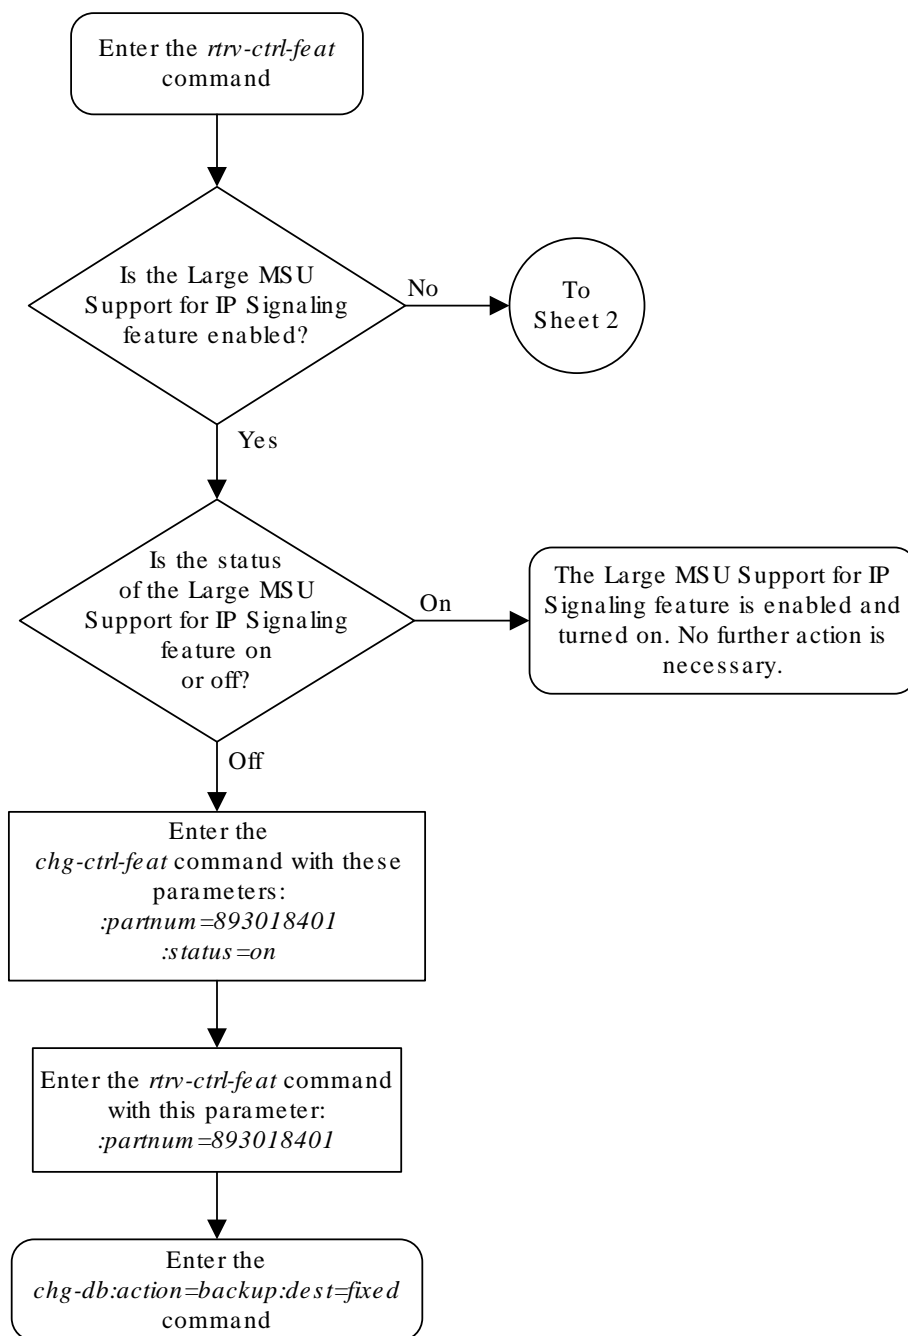 Enter the rtrv-ctrl-feat
command
Is the Large MSU
Support for IP Signaling
feature enabled?
No
To
Sheet 2
Yes
Is the status
of the Large MSU
Support for IP Signaling
feature on
or off?
On
The Large MSU Support for IP
Signaling feature is enabled and
turned on. No further action is
necessary.
Off
Enter the
chg-ctrl-feat command with these
parameters:
:partnum=893018401
:status=on
Enter the rtrv-ctrl-feat command
with this parameter:
:partnum=893018401
Enter the
chg-db:action=backup:dest=fixed
command